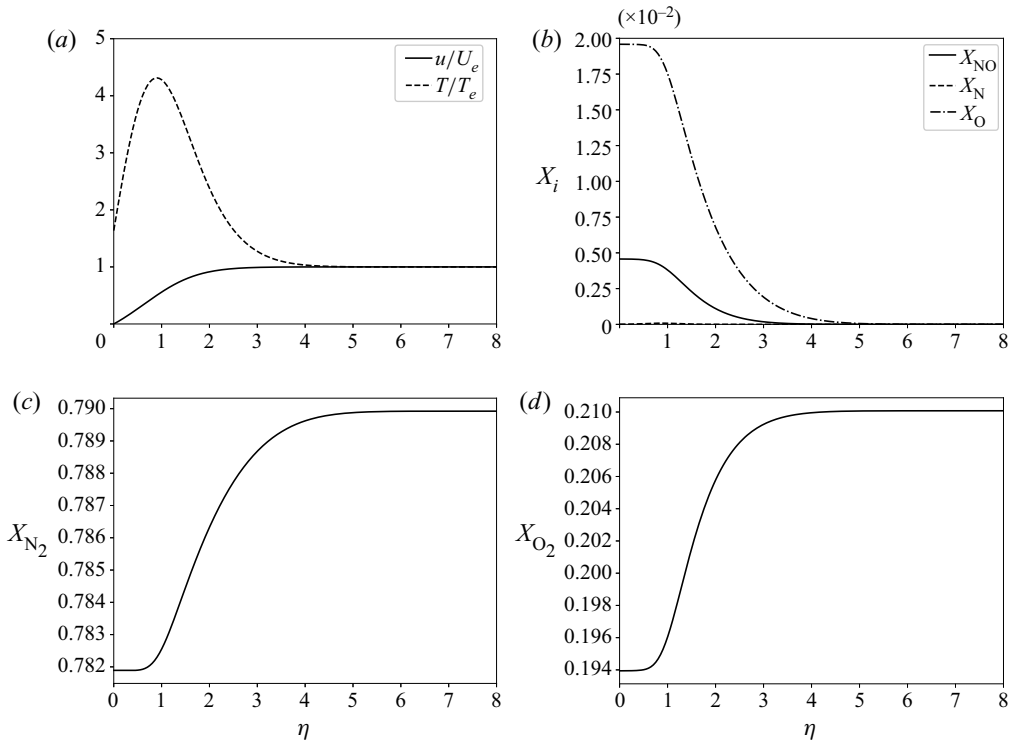 (a)
5
4
3
2
1
0
1 2 3 4 5 6 7 8
u/U_e
T/T_e
(×10⁻²)
(b)
2.00
1.75
1.50
1.25
X_i
1.00
0.75
0.50
0.25
0
0 1 2 3 4 5 6 7 8
X_NO
X_N
X_O
(c)
0.790
0.789
0.788
0.787
X_N₂
0.786
0.785
0.784
0.783
0.782
0 1 2 3 4 5 6 7 8
η
(d)
0.210
0.208
0.206
0.204
X_O₂
0.202
0.200
0.198
0.196
0.194
0 1 2 3 4 5 6 7 8
η